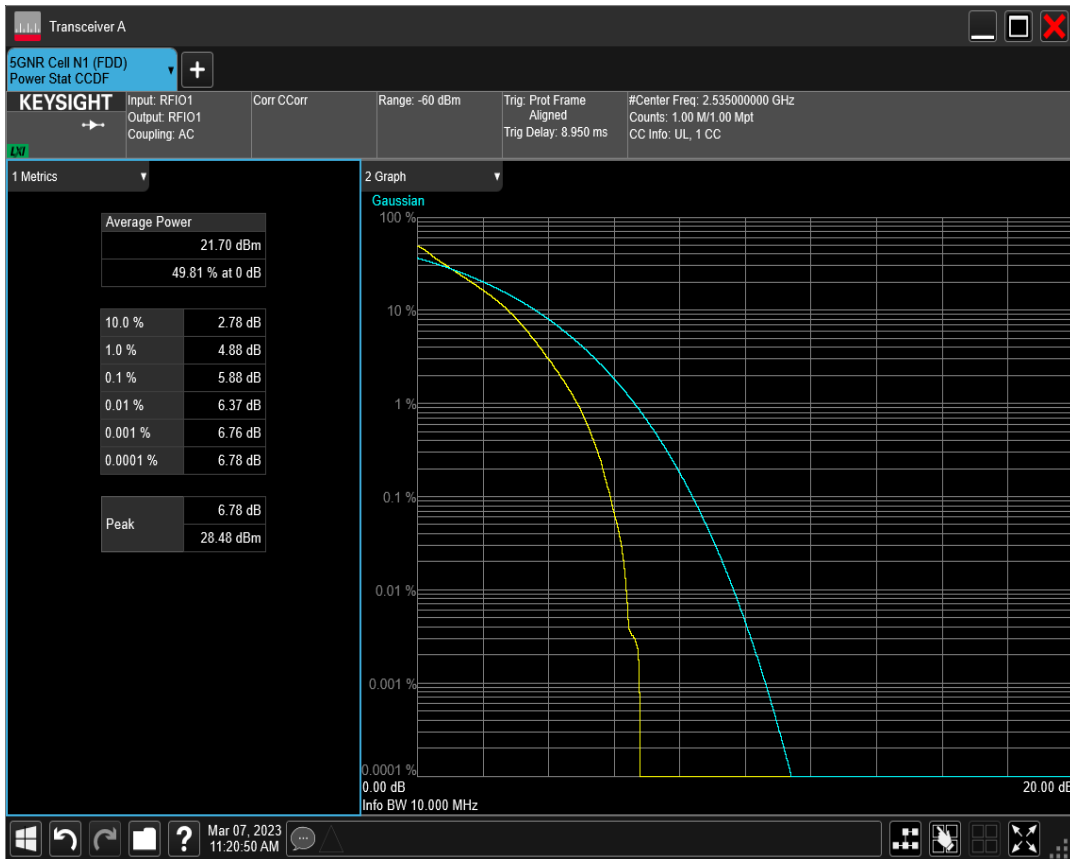 Transceiver A
5GNR Cell N1 (FDD)
Power Stat CCDF
+
KEYSIGHT
LXI
Input: RFIO1
Output: RFIO1
Coupling: AC
Corr CCorr
Range: -60 dBm
Trig: Prot Frame
Aligned
Trig Delay: 8.950 ms
#Center Freq: 2.535000000 GHz
Counts: 1.00 M/1.00 Mpt
CC Info: UL, 1 CC
1 Metrics
Average Power
21.70 dBm
49.81 % at 0 dB
10.0 % 2.78 dB
1.0 % 4.88 dB
0.1 % 5.88 dB
0.01 % 6.37 dB
0.001 % 6.76 dB
0.0001 % 6.78 dB
Peak 6.78 dB
28.48 dBm
2 Graph
Gaussian
100 %
10 %
1 %
0.1 %
0.01 %
0.001 %
0.0001 %
0.00 dB 20.00 dB
Info BW 10.000 MHz
?
Mar 07, 2023
11:20:50 AM